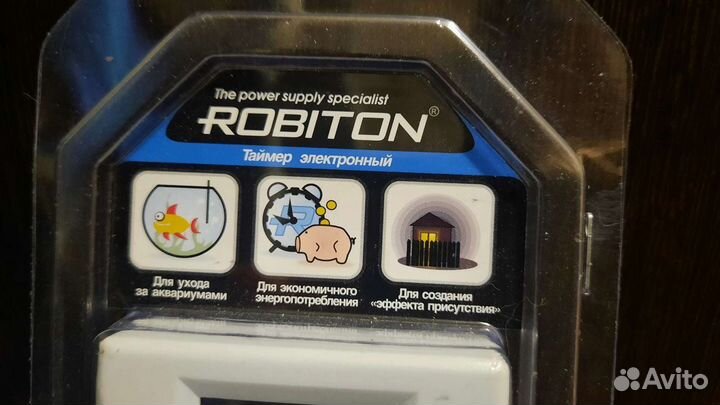 The power supply specialist
ROBITON®
Таймер электронный
Для ухода
за аквариумами
Для экономичного
энергопотребления
Для создания
«эффекта присутствия»
Avito